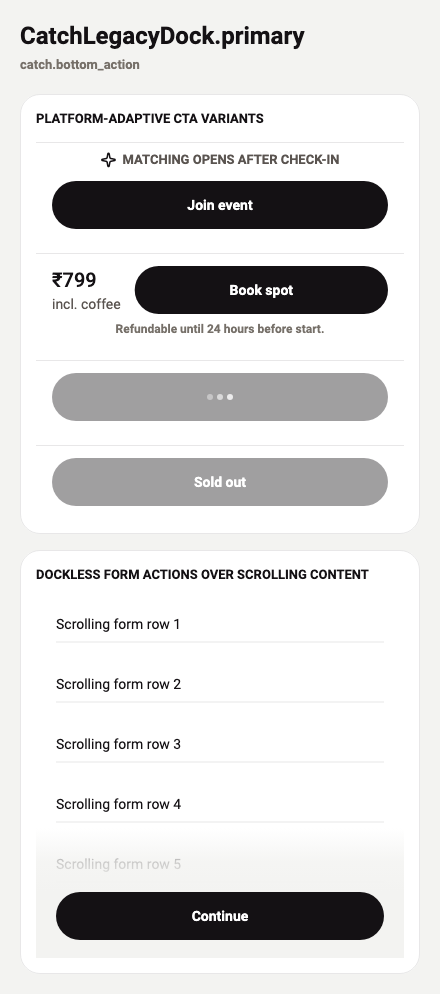 CatchLegacyDock.primary
catch.bottom_action
PLATFORM-ADAPTIVE CTA VARIANTS
MATCHING OPENS AFTER CHECK-IN
Join event
₹799
incl. coffee
Book spot
Refundable until 24 hours before start.
Sold out
DOCKLESS FORM ACTIONS OVER SCROLLING CONTENT
Scrolling form row 1
Scrolling form row 2
Scrolling form row 3
Scrolling form row 4
Scrolling form row 5
Continue